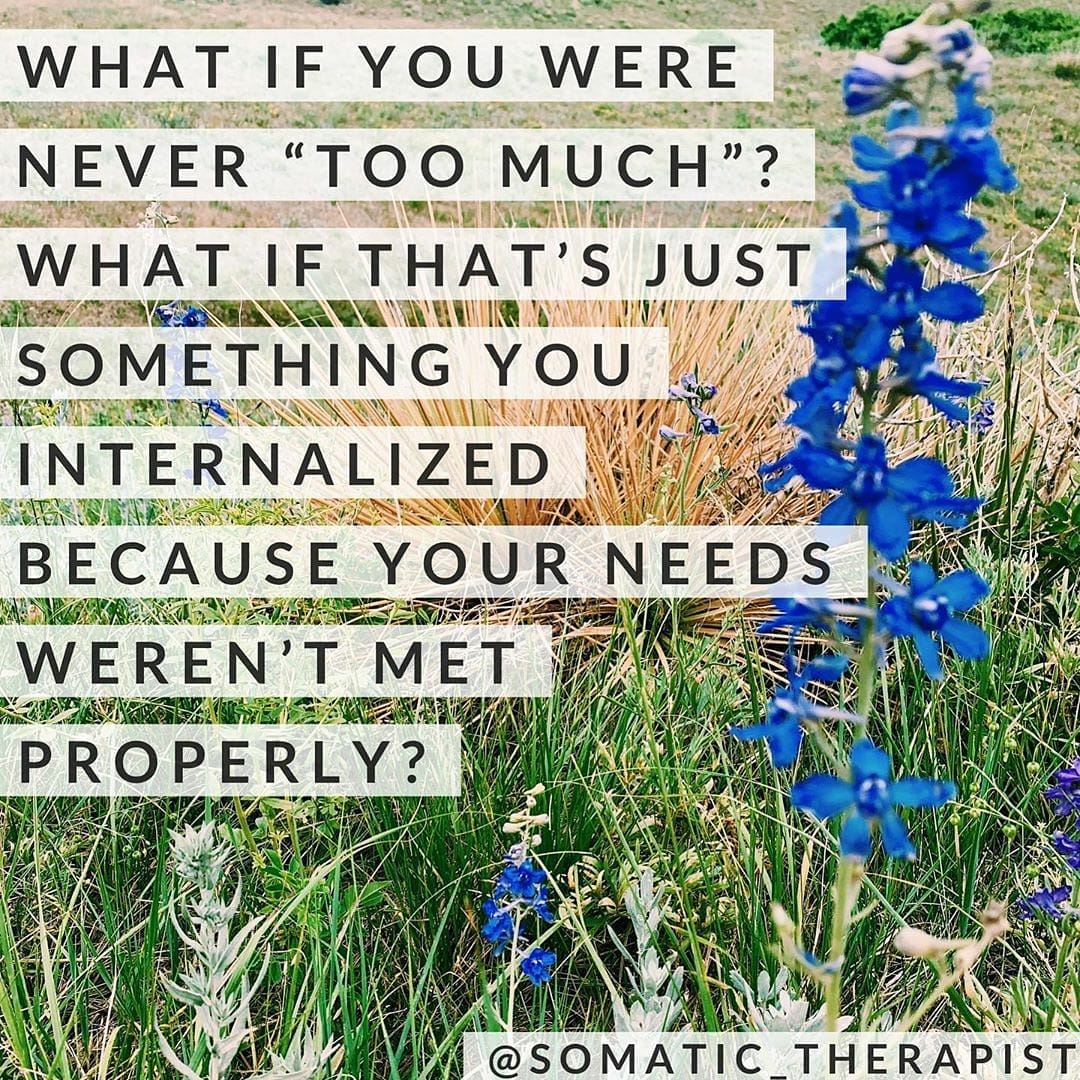 WHAT IF YOU WERE
NEVER “TOO MUCH”?
WHAT IF THAT’S JUST
SOMETHING YOU
INTERNALIZED
BECAUSE YOUR NEEDS
WEREN’T MET
PROPERLY?
@SOMATIC_THERAPIST